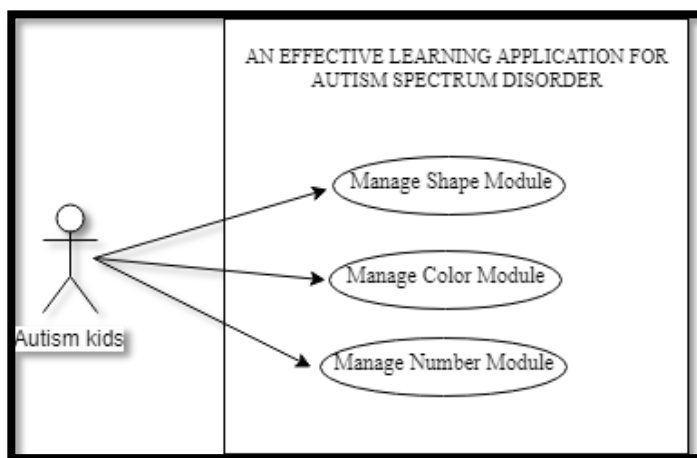 AN EFFECTIVE LEARNING APPLICATION FOR
AUTISM SPECTRUM DISORDER
Manage Shape Module
Manage Color Module
Autism kids
Manage Number Module